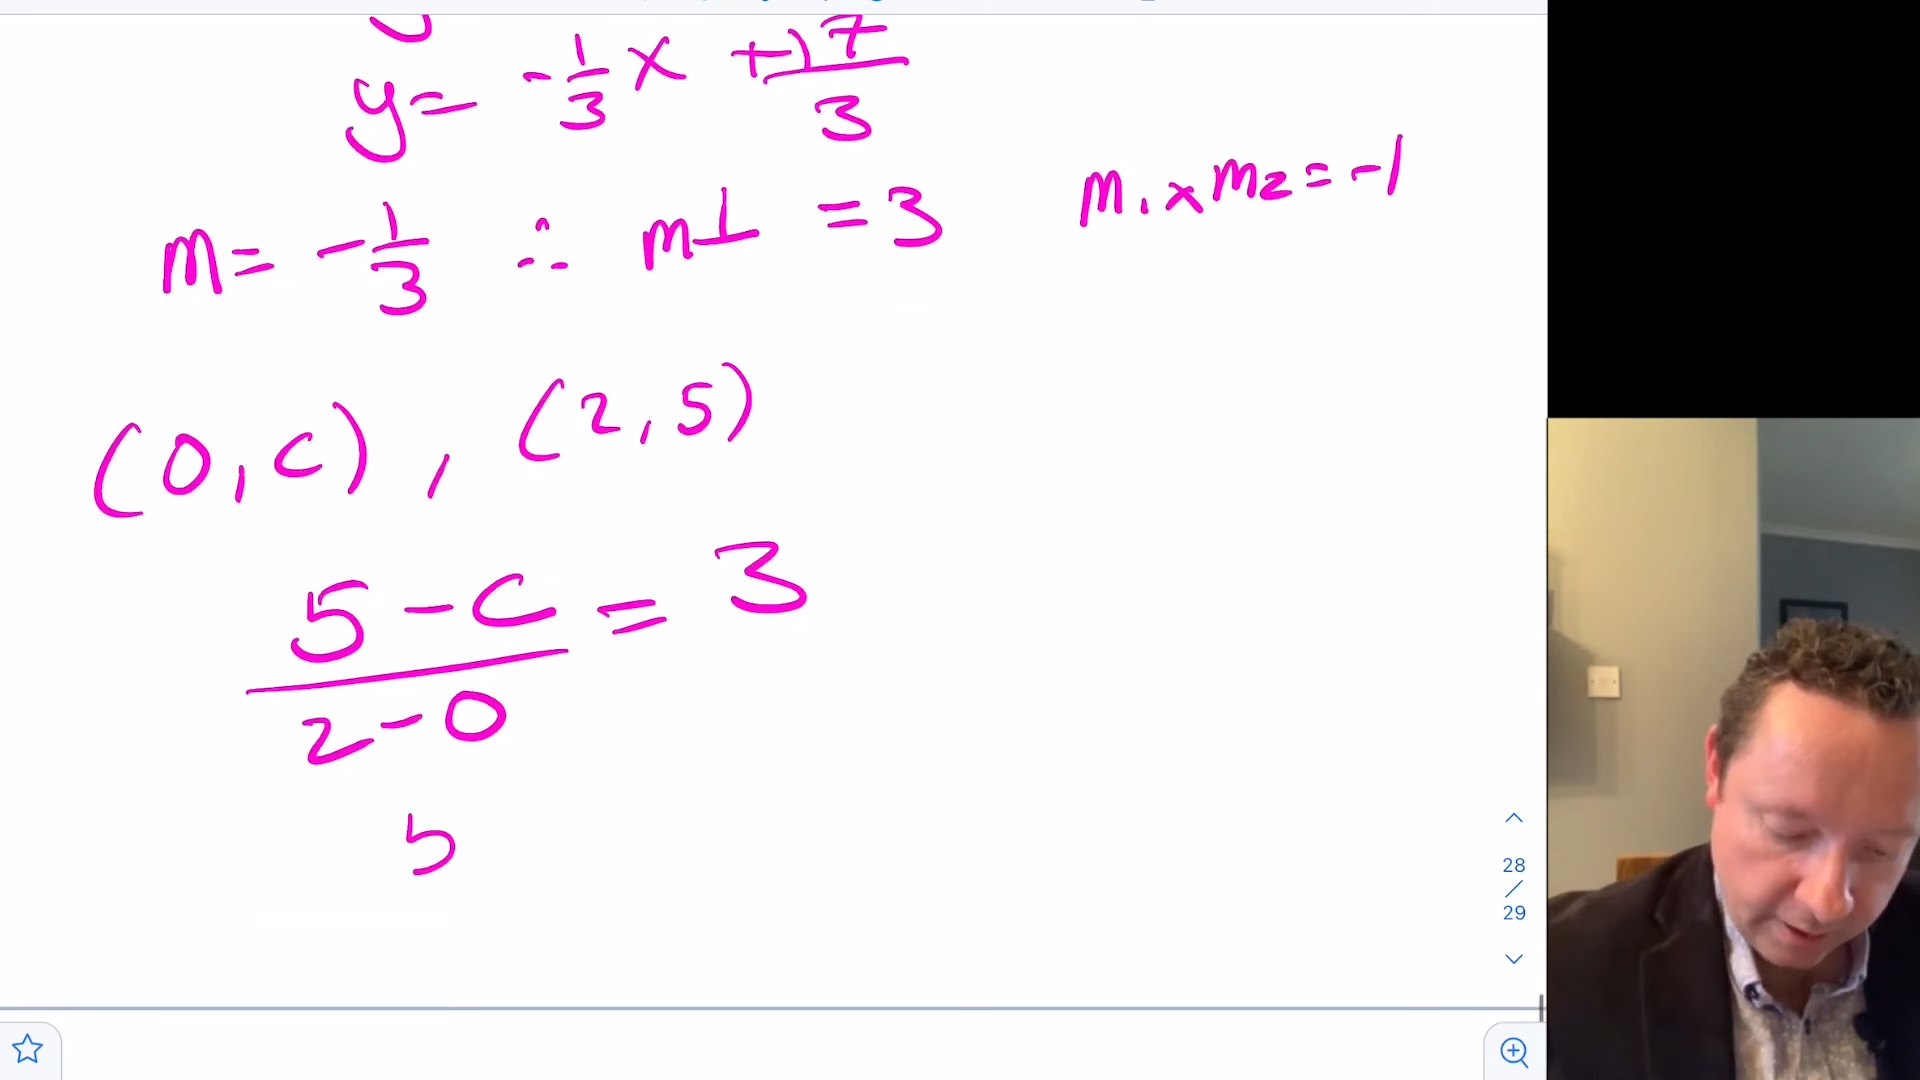 y= -1/3 x + 17/3
m= -1/3 ∴ m⊥ = 3
m1 x m2 = -1
(0, c) , (2, 5)
5 - c / 2 - 0 = 3
5
28
/
29